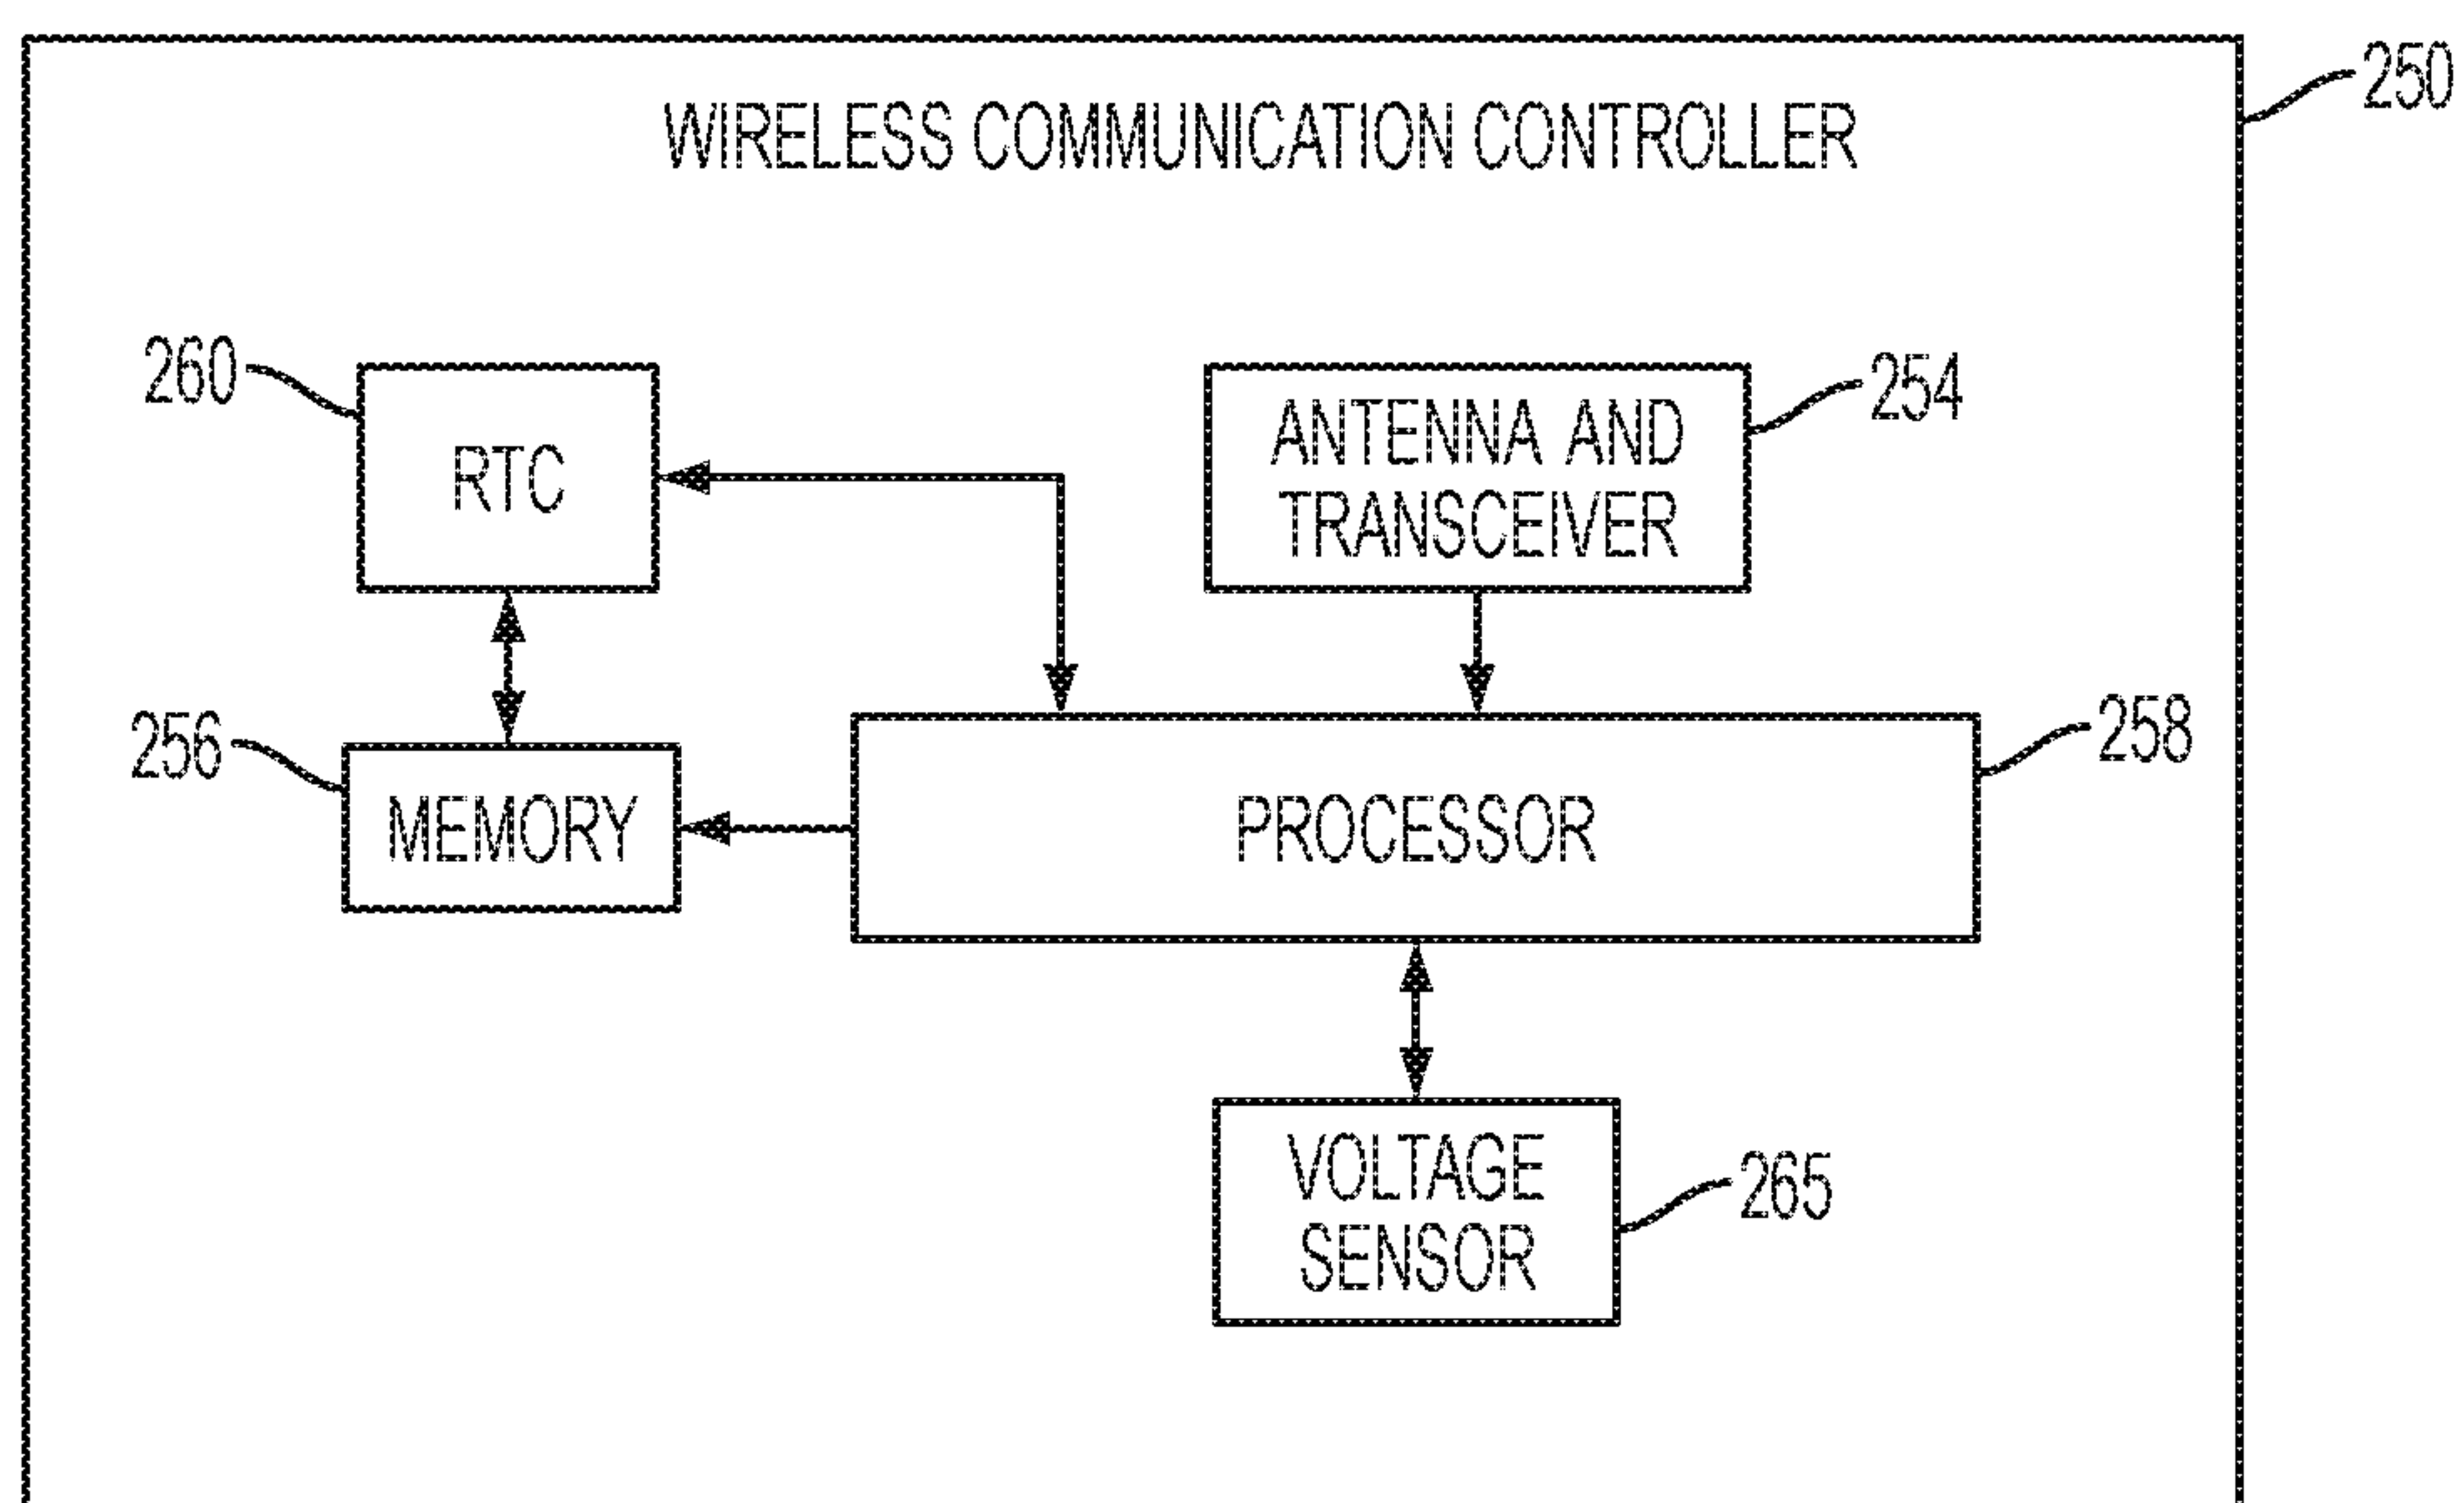 250
WIRELESS COMMUNICATION CONTROLLER
260
RTC
ANTENNA AND
TRANSCEIVER
254
256
MEMORY
PROCESSOR
258
VOLTAGE
SENSOR
265